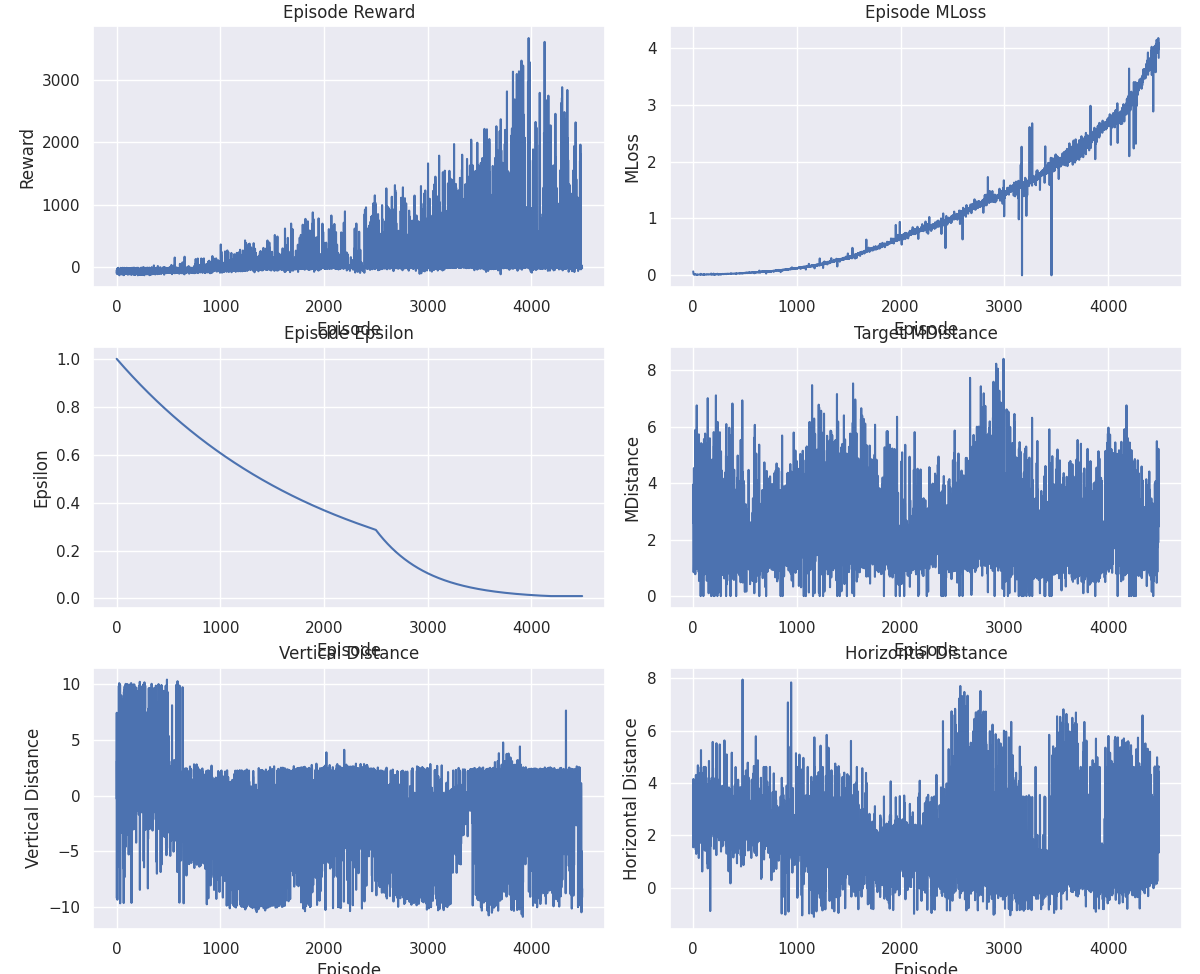 Episode Reward
Reward
3000
2000
1000
0
0 1000 2000 3000 4000
Episode
Episode MLoss
MLoss
4
3
2
1
0
0 1000 2000 3000 4000
Episode
Episode Epsilon
Epsilon
1.0
0.8
0.6
0.4
0.2
0.0
0 1000 2000 3000 4000
Episode
Target MDistance
MDistance
8
6
4
2
0
0 1000 2000 3000 4000
Episode
Vertical Distance
Vertical Distance
10
5
0
−5
−10
0 1000 2000 3000 4000
Episode
Horizontal Distance
Horizontal Distance
8
6
4
2
0
0 1000 2000 3000 4000
Episode